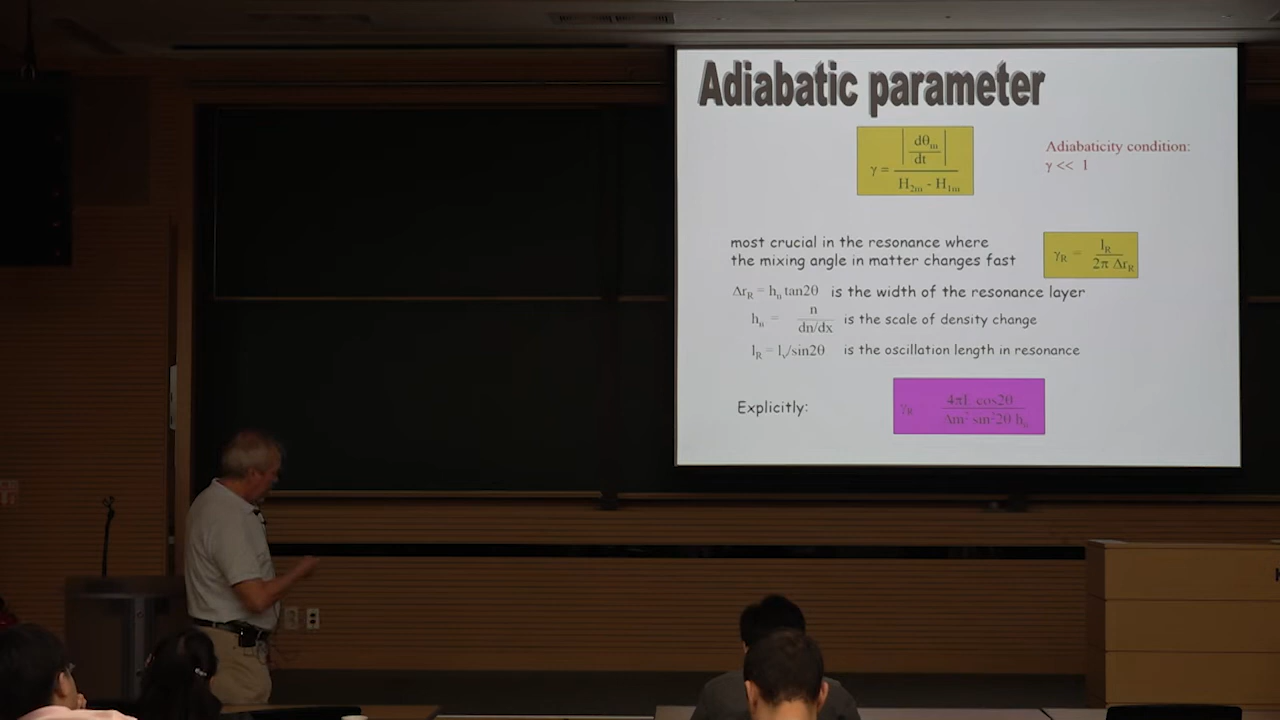 Adiabatic parameter
γ = |dθm/dt| / (H2m - H1m)
Adiabaticity condition:
γ << 1
most crucial in the resonance where
the mixing angle in matter changes fast
γR = lR / 2π ΔrR
ΔrR = hn tan2θ is the width of the resonance layer
hn = n / dn/dx is the scale of density change
lR = lν/sin2θ is the oscillation length in resonance
Explicitly:
γR 4πE cos2θ / Δm² sin²2θ hn